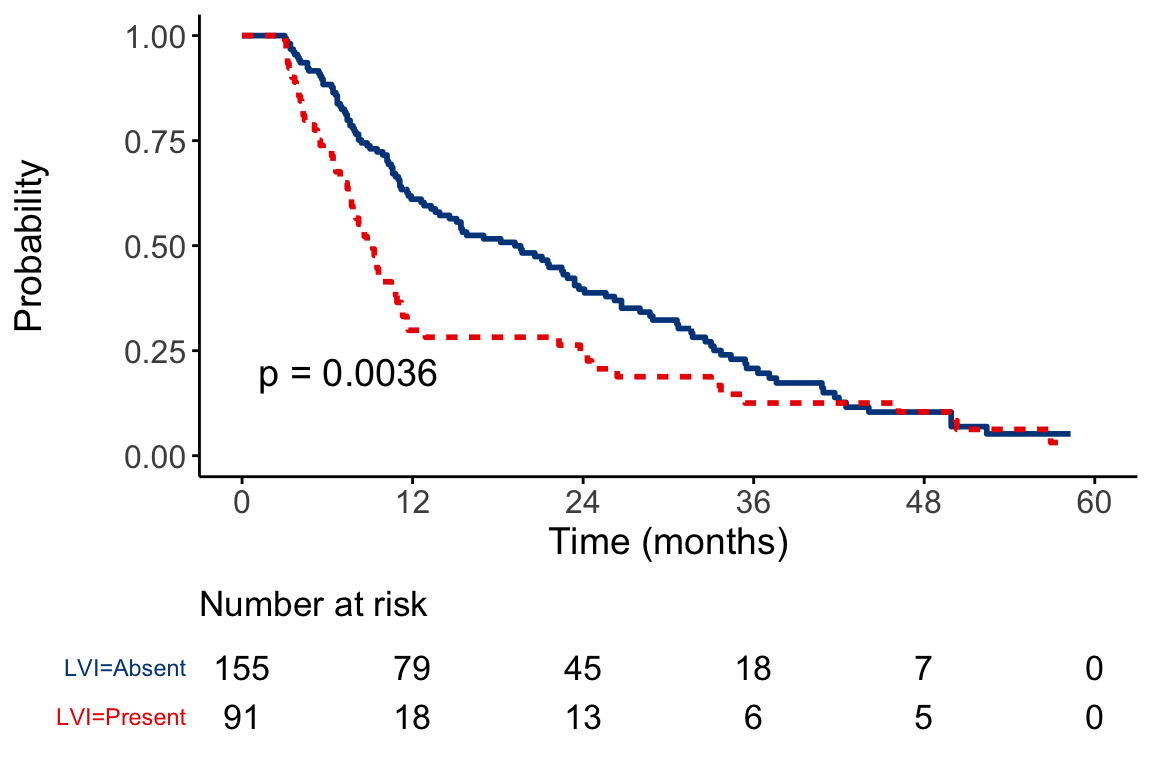 1.00
0.75
Probability
0.50
0.25
p = 0.0036
0.00
0 12 24 36 48 60
Time (months)
Number at risk
LVI=Absent 155 79 45 18 7 0
LVI=Present 91 18 13 6 5 0